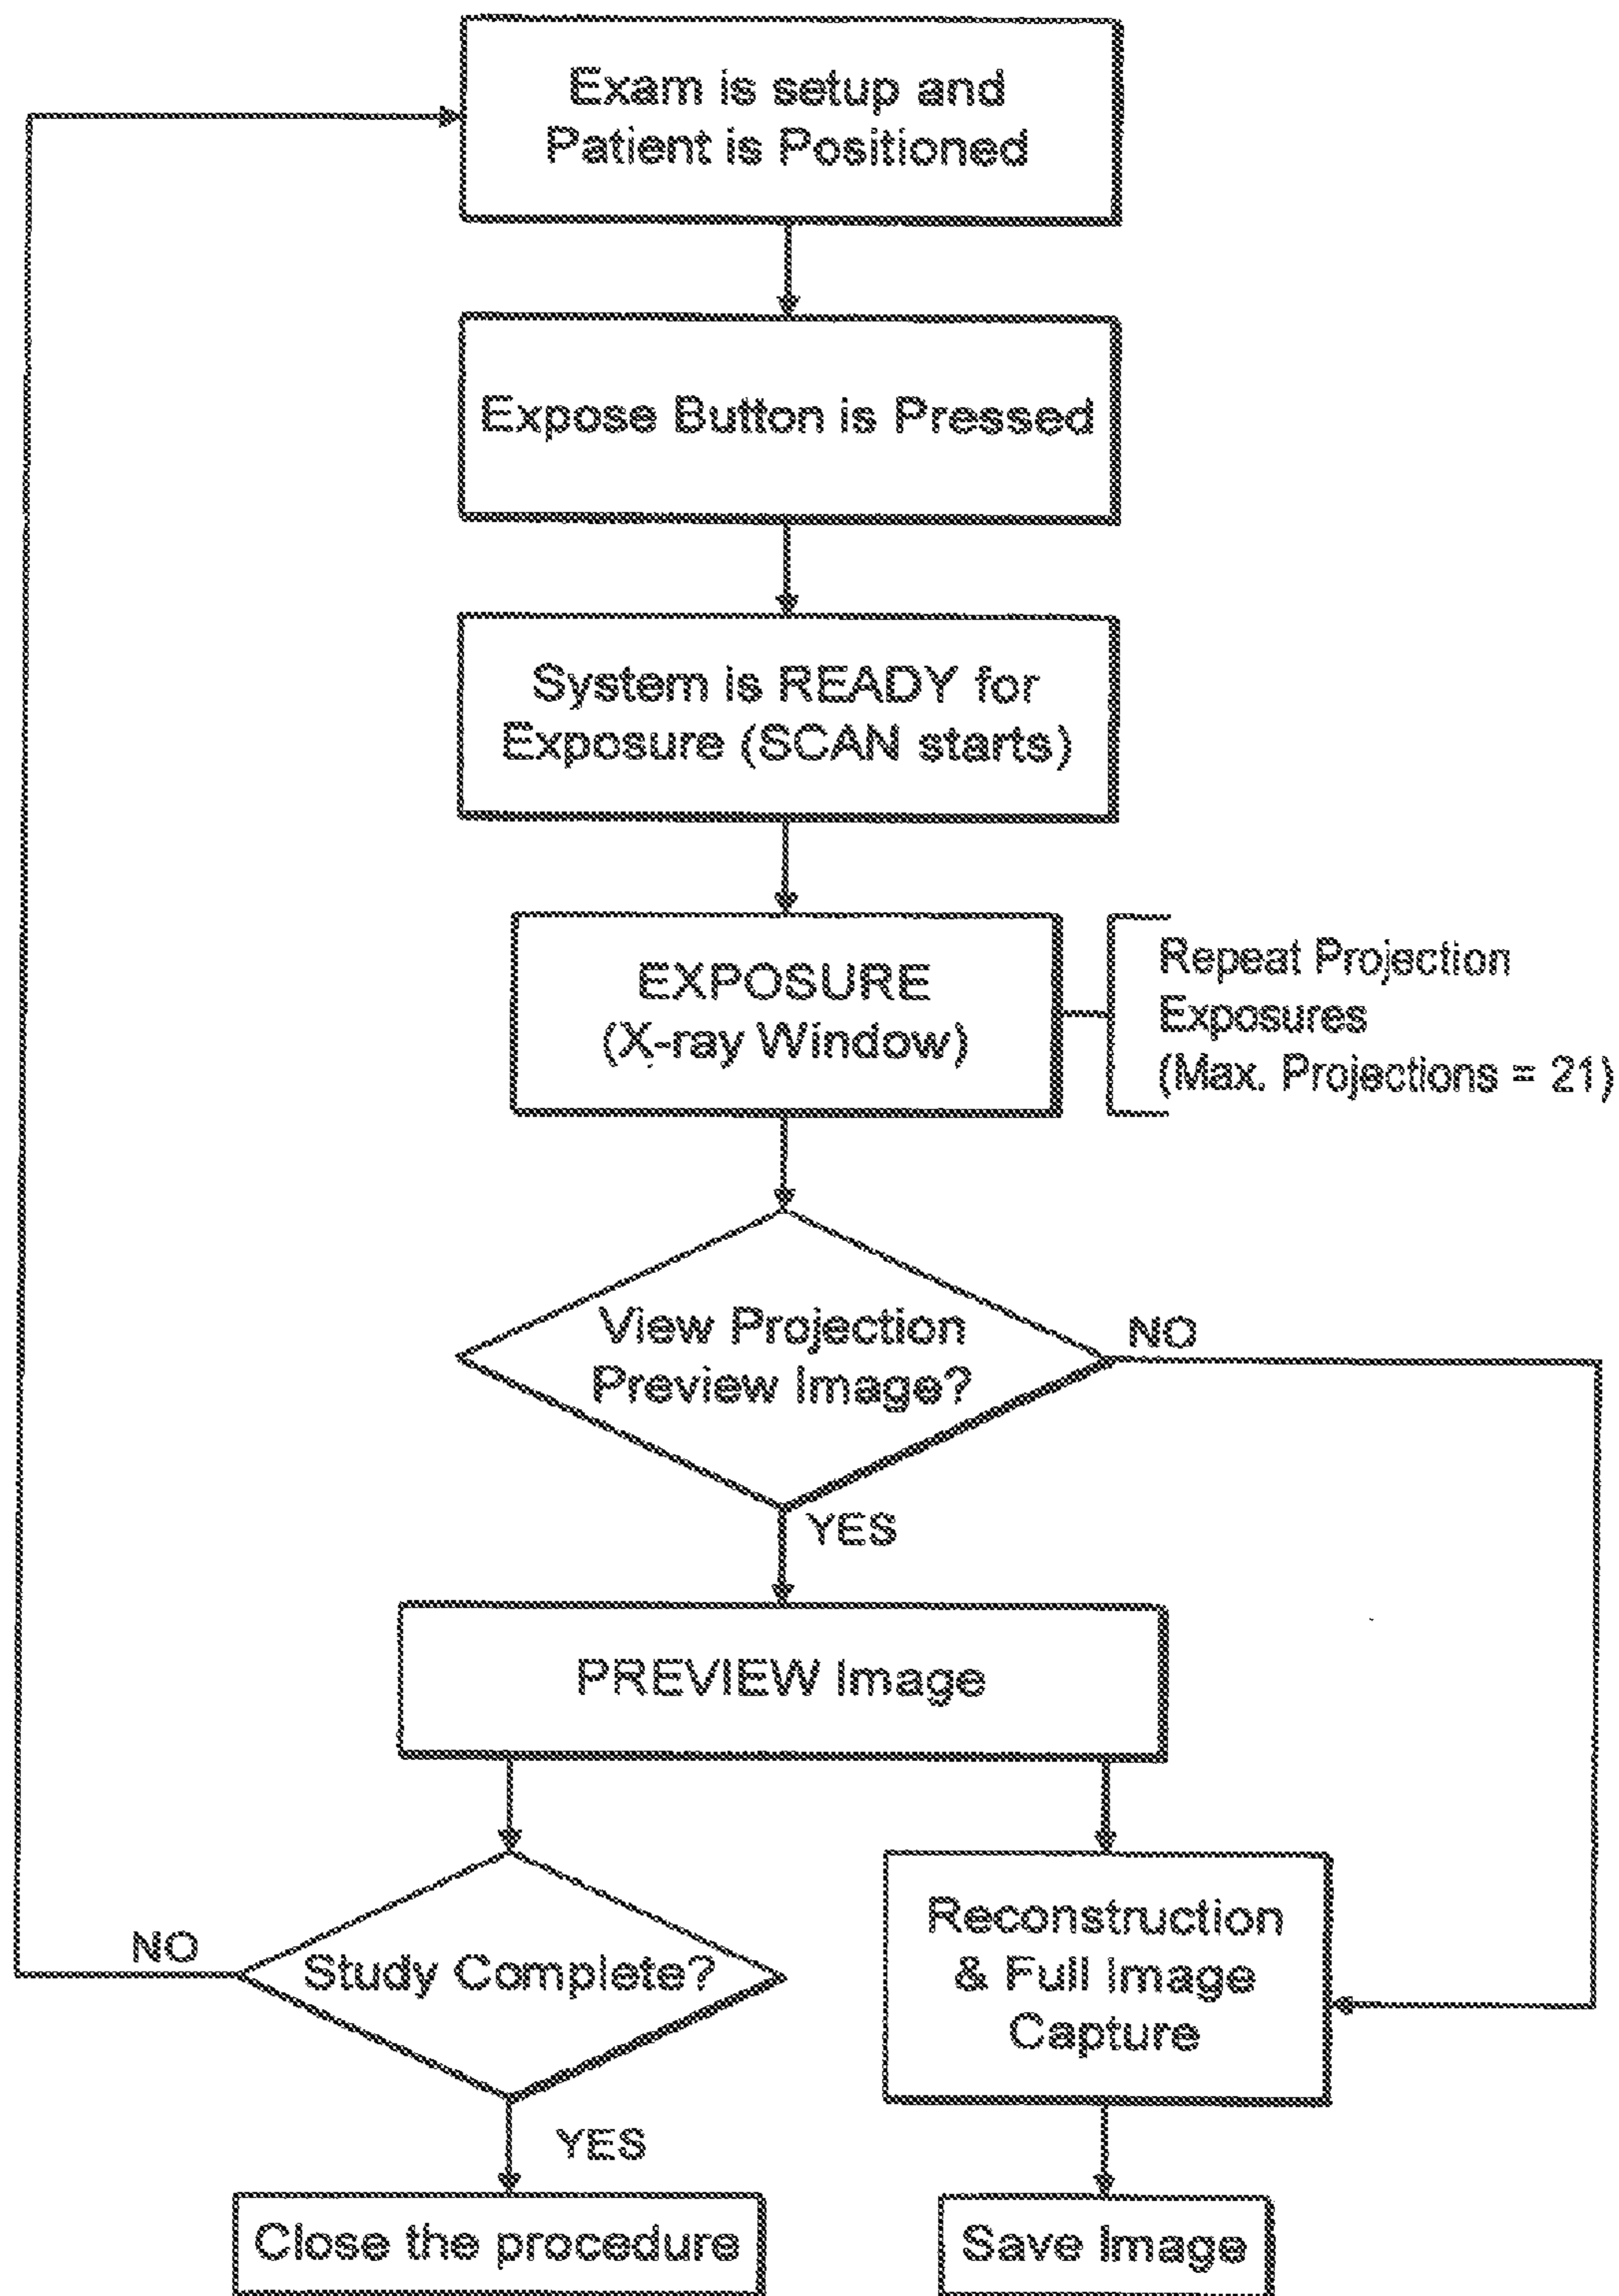 Exam is setup and
Patient is Positioned
Expose Button is Pressed
System is READY for
Exposure (SCAN starts)
EXPOSURE
(X-ray Window)
Repeat Projection
Exposures
(Max. Projections = 21)
View Projection
Preview Image?
NO
YES
PREVIEW Image
NO
Study Complete?
Reconstruction
& Full Image
Capture
YES
Close the procedure
Save Image